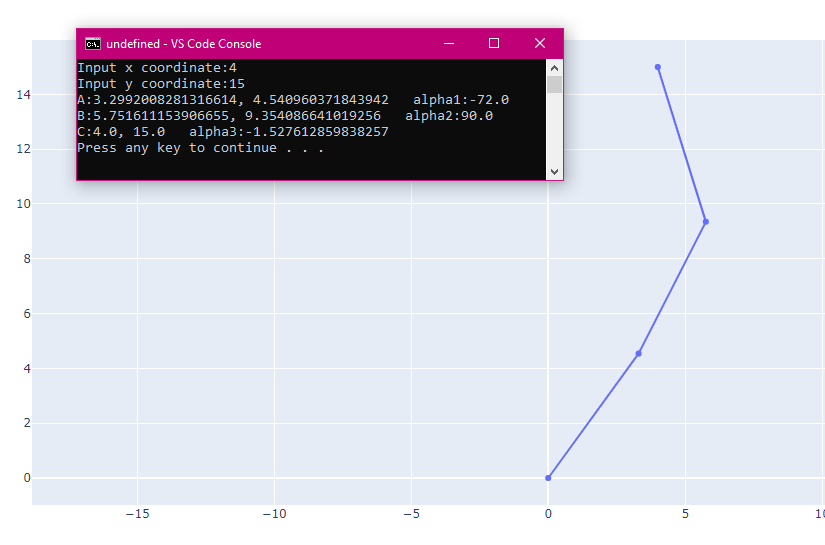 undefined - VS Code Console
Input x coordinate:4
Input y coordinate:15
A:3.2992008281316614, 4.540960371843942   alpha1:-72.0
B:5.751611153906655, 9.354086641019256   alpha2:90.0
C:4.0, 15.0   alpha3:-1.527612859838257
Press any key to continue . . .
14
12
10
8
6
4
2
0
−15
−10
−5
0
5